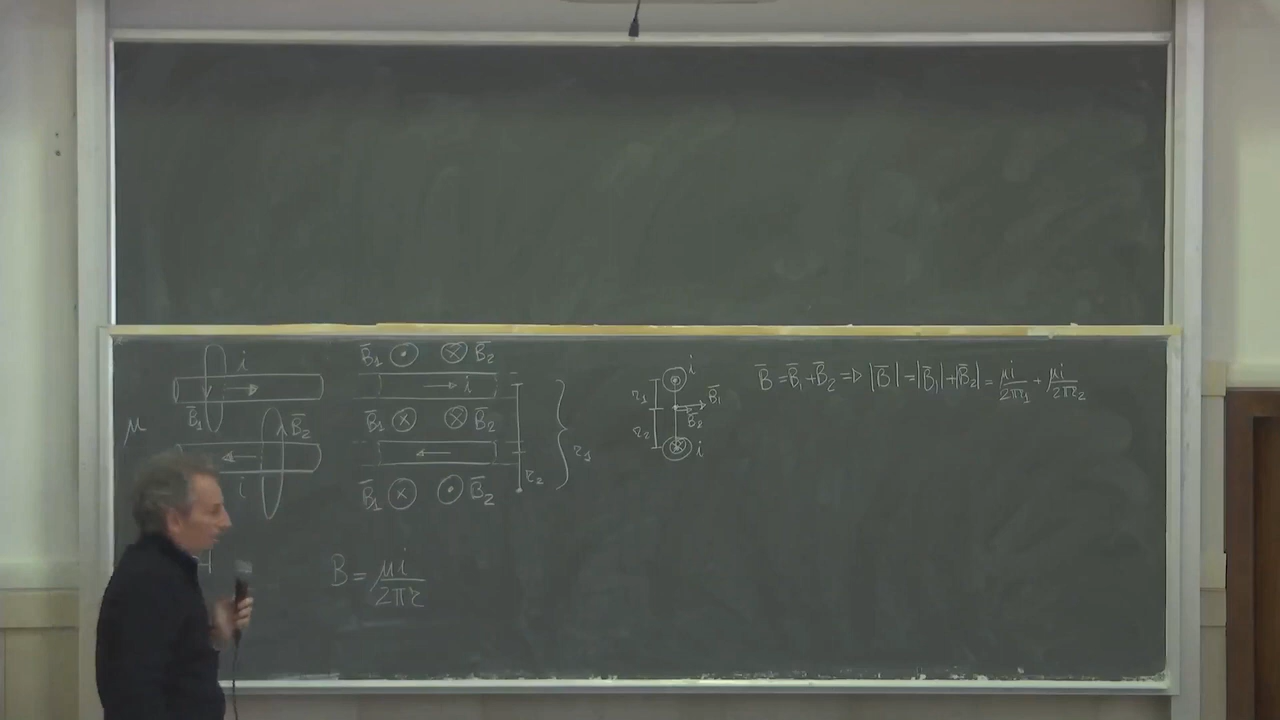 i
B̅₁
B̅₂
i
μ
B̅₁ ⊙ ⊗ B̅₂
i
B̅₁ ⊗ ⊗ B̅₂
B̅₁ ⊗ ⊙ B̅₂
r₂
r₁
B = μi / 2πr
i
r₁
B̅₁
B̅₂
r₂
i
B̅ = B̅₁ + B̅₂ ⇒ |B̅| = |B̅₁| + |B̅₂| = μi / 2πr₁ + μi / 2πr₂